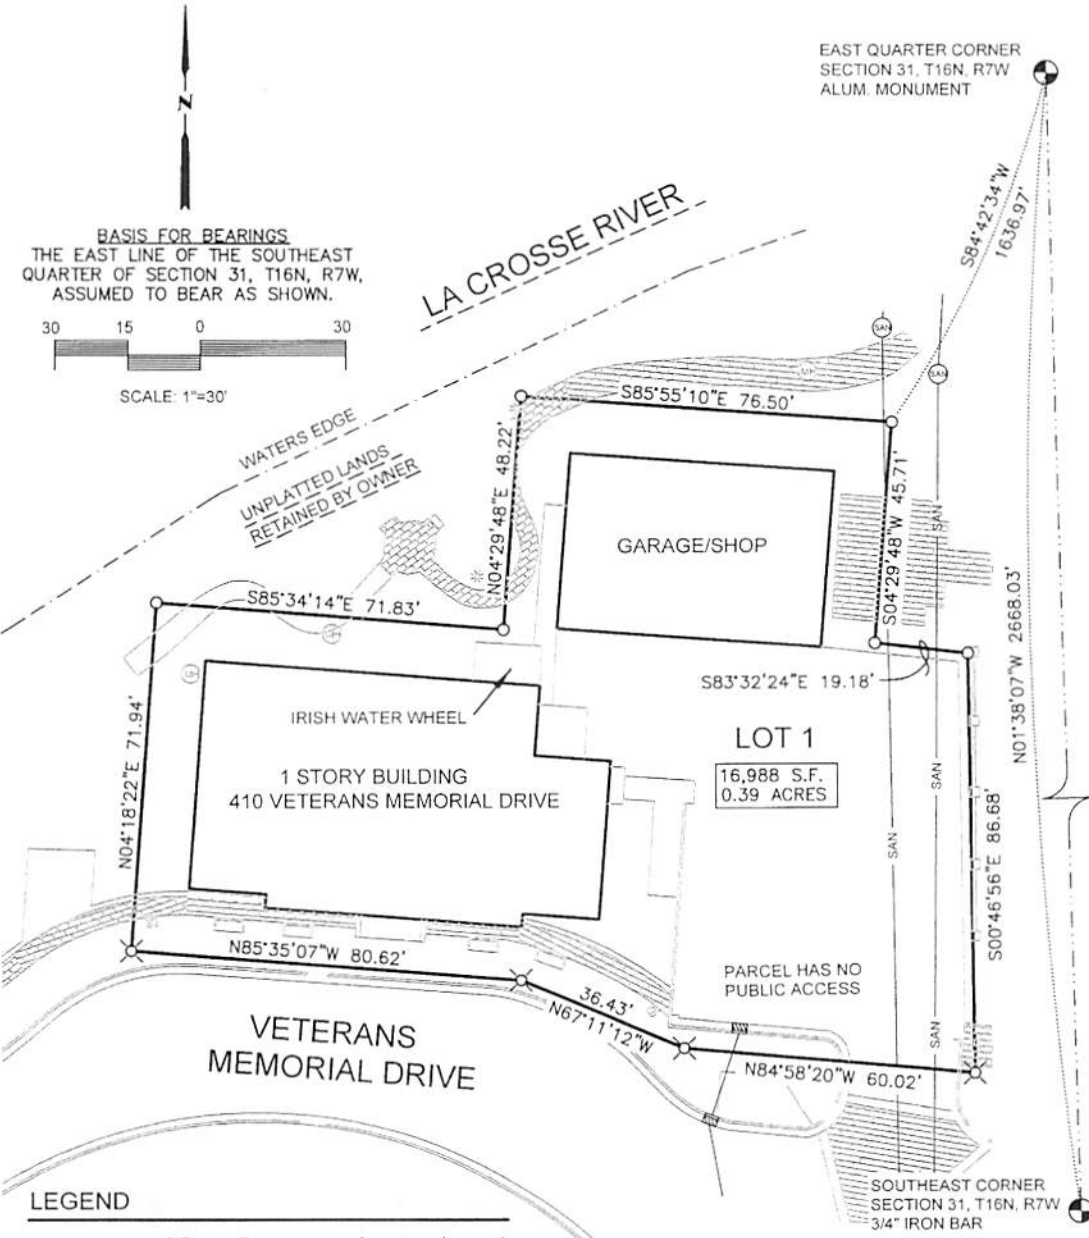 EAST QUARTER CORNER
SECTION 31, T16N, R7W
ALUM. MONUMENT
N
BASIS FOR BEARINGS
THE EAST LINE OF THE SOUTHEAST
QUARTER OF SECTION 31, T16N, R7W,
ASSUMED TO BEAR AS SHOWN.
30 15 0 30
SCALE: 1"=30'
S84°42'34"W
1636.97'
LA CROSSE RIVER
WATERS EDGE
UNPLATTED LANDS
RETAINED BY OWNER
SAN
SAN
MH
S85°55'10"E 76.50'
N04°29'48"E 48.22'
S04°29'48"W 45.71'
SAN
GARAGE/SHOP
S85°34'14"E 71.83'
N01°38'07"W 2668.03'
S83°32'24"E 19.18'
IRISH WATER WHEEL
LOT 1
16,988 S.F.
0.39 ACRES
1 STORY BUILDING
410 VETERANS MEMORIAL DRIVE
N04°18'22"E 71.94'
SAN
SAN
S00°46'56"E 86.68'
N85°35'07"W 80.62'
36.43'
N67°11'12"W
PARCEL HAS NO
PUBLIC ACCESS
SAN
N84°58'20"W 60.02'
VETERANS
MEMORIAL DRIVE
SOUTHEAST CORNER
SECTION 31, T16N, R7W
3/4" IRON BAR
LEGEND